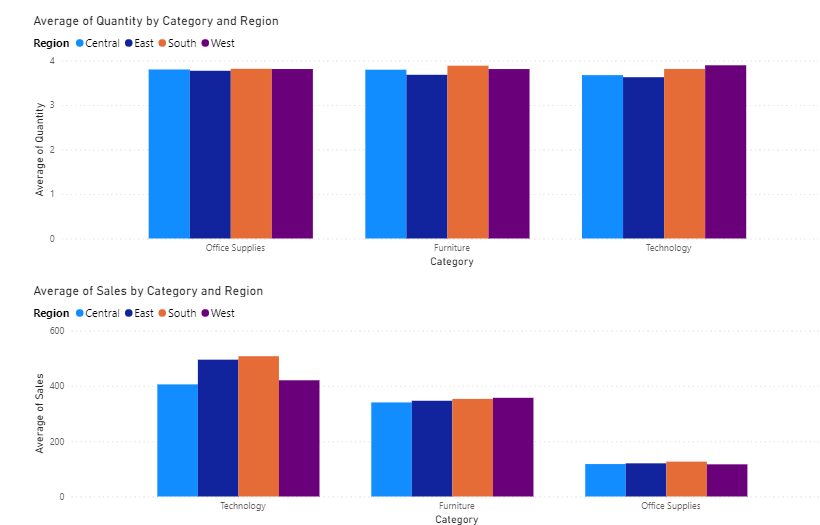 Average of Quantity by Category and Region
Region Central East South West
4
3
2
1
0
Average of Quantity
Office Supplies Furniture Technology
Category
Average of Sales by Category and Region
Region Central East South West
600
400
200
0
Average of Sales
Technology Furniture Office Supplies
Category